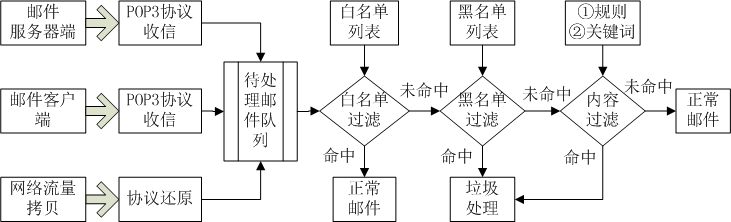 邮件
服务器端
POP3协议
收信
白名单
列表
黑名单
列表
①规则
②关键词
邮件客户
端
POP3协议
收信
待处
理邮
件队
列
白名单
过滤
未命中
黑名单
过滤
未命中
内容
过滤
未命中
正常
邮件
命中
命中
命中
网络流量
拷贝
协议还原
正常
邮件
垃圾
处理